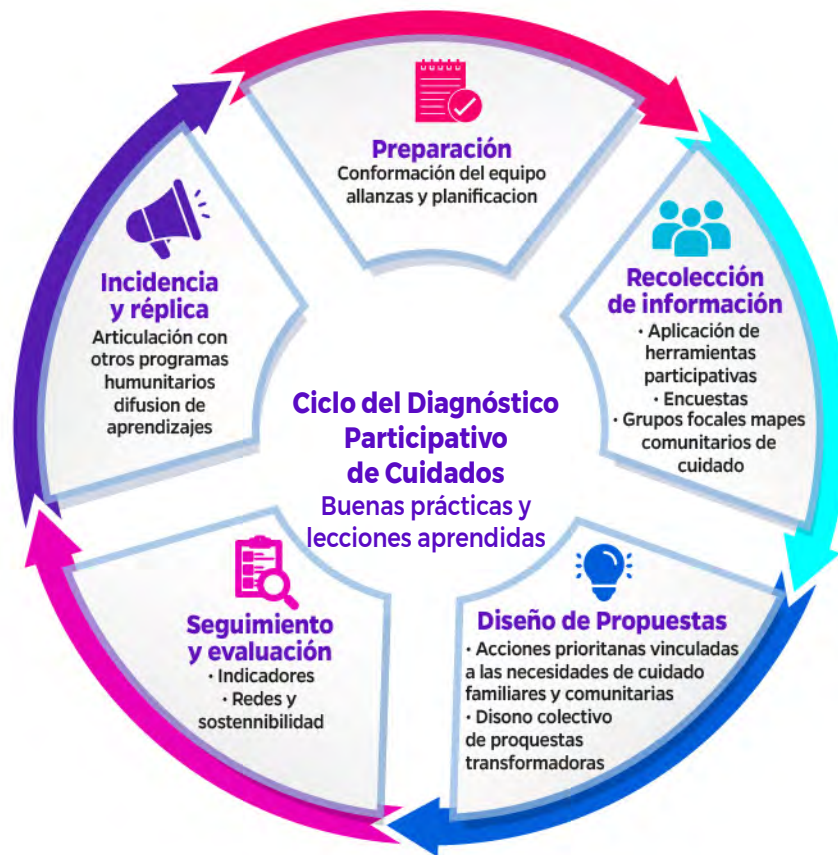 Preparación
Conformación del equipo
allanzas y planificacion
Recolección
de información
· Aplicación de
herramientas
participativas
· Encuestas
· Grupos focales mapes
comunitarios de
cuidado
Diseño de Propuestas
· Acciones prioritanas vinculadas
a las necesidades de cuidado
familiares y comunitarias
· Disono colectivo
de proquestas
transformadoras
Seguimiento
y evaluación
· Indicadores
· Redes y
sostennibilidad
Incidencia
y réplica
Articulación con
otros programas
humunitarios
difusion de
aprendizajes
Ciclo del Diagnóstico
Participativo
de Cuidados
Buenas prácticas y
lecciones aprendidas